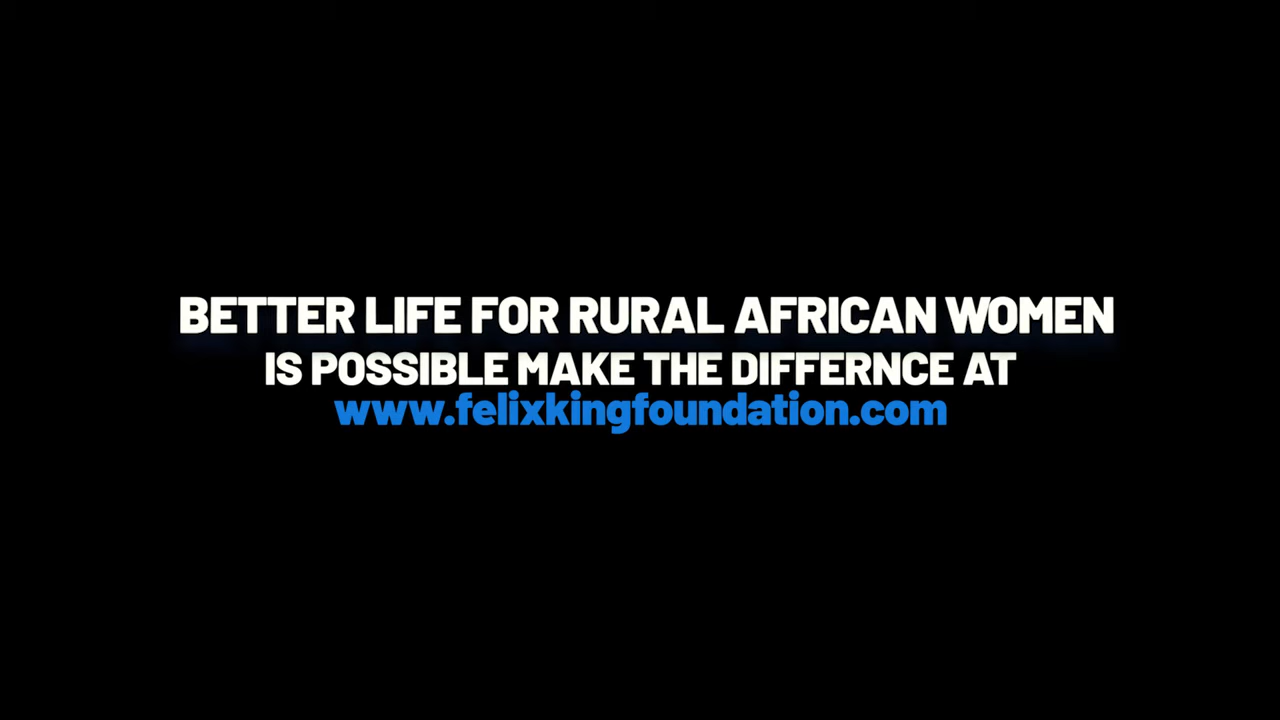 BETTER LIFE FOR RURAL AFRICAN WOMEN
IS POSSIBLE MAKE THE DIFFERNCE AT
www.felixkingfoundation.com